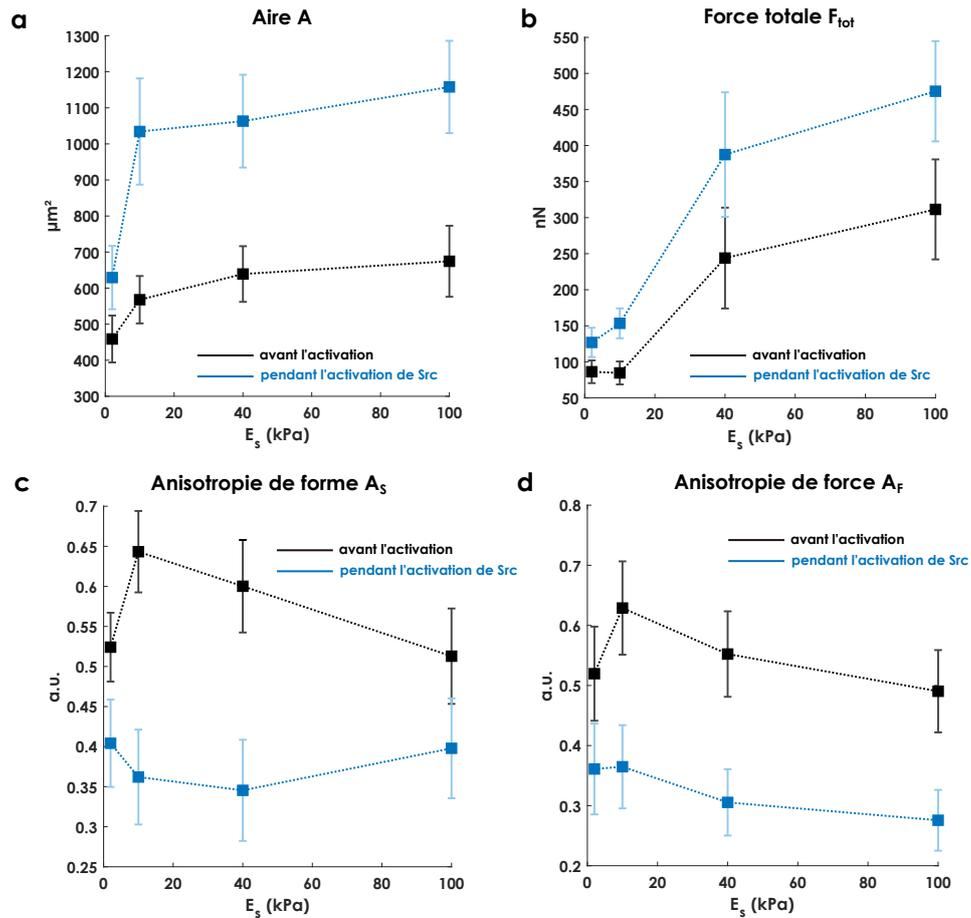 a
Aire A
1300
1200
1100
1000
900
800
700
600
500
400
300
µm²
avant l'activation
pendant l'activation de Src
0 20 40 60 80 100
Es (kPa)
b
Force totale Ftot
550
500
450
400
350
300
250
200
150
100
50
nN
avant l'activation
pendant l'activation de Src
0 20 40 60 80 100
Es (kPa)
c
Anisotropie de forme AS
0.7
0.65
0.6
0.55
0.5
0.45
0.4
0.35
0.3
0.25
a.u.
avant l'activation
pendant l'activation de Src
0 20 40 60 80 100
Es (kPa)
d
Anisotropie de force AF
0.8
0.7
0.6
0.5
0.4
0.3
0.2
a.u.
avant l'activation
pendant l'activation de Src
0 20 40 60 80 100
Es (kPa)